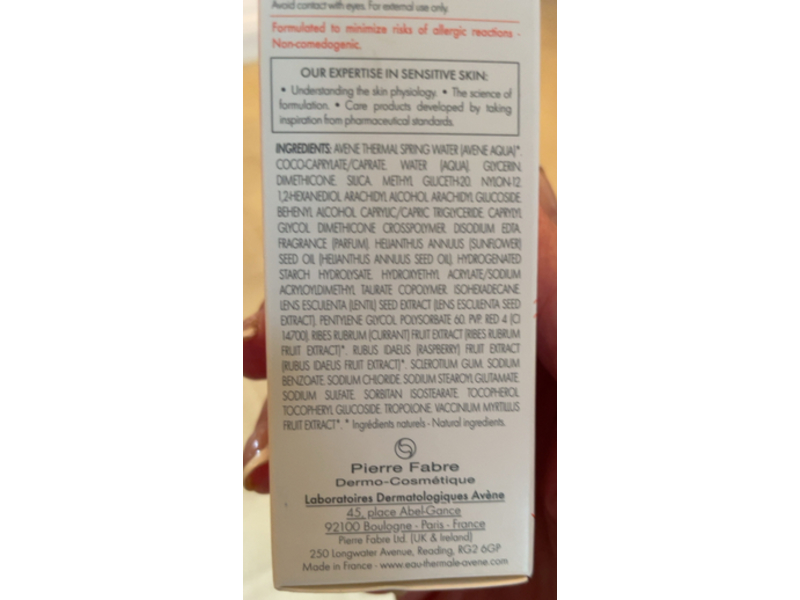 Avoid contact with eyes. For external use only.
Formulated to minimize risks of allergic reactions -
Non-comedogenic.
OUR EXPERTISE IN SENSITIVE SKIN:
• Understanding the skin physiology. • The science of
formulation. • Care products developed by taking
inspiration from pharmaceutical standards.
INGREDIENTS: AVENE THERMAL SPRING WATER (AVENE AQUA)*.
COCO-CAPRYLATE/CAPRATE. WATER (AQUA). GLYCERIN.
DIMETHICONE. SILICA. METHYL GLUCETH-20. NYLON-12.
1,2-HEXANEDIOL. ARACHIDYL ALCOHOL. ARACHIDYL GLUCOSIDE.
BEHENYL ALCOHOL. CAPRYLIC/CAPRIC TRIGLYCERIDE. CAPRYLYL
GLYCOL. DIMETHICONE CROSSPOLYMER. DISODIUM EDTA.
FRAGRANCE (PARFUM). HELIANTHUS ANNUUS (SUNFLOWER)
SEED OIL (HELIANTHUS ANNUUS SEED OIL). HYDROGENATED
STARCH HYDROLYSATE. HYDROXYETHYL ACRYLATE/SODIUM
ACRYLOYLDIMETHYL TAURATE COPOLYMER. ISOHEXADECANE.
LENS ESCULENTA (LENTIL) SEED EXTRACT (LENS ESCULENTA SEED
EXTRACT). PENTYLENE GLYCOL. POLYSORBATE 60. PVP. RED 4 (CI
14700). RIBES RUBRUM (CURRANT) FRUIT EXTRACT (RIBES RUBRUM
FRUIT EXTRACT)*. RUBUS IDAEUS (RASPBERRY) FRUIT EXTRACT
(RUBUS IDAEUS FRUIT EXTRACT)*. SCLEROTIUM GUM. SODIUM
BENZOATE. SODIUM CHLORIDE. SODIUM STEAROYL GLUTAMATE.
SODIUM SULFATE. SORBITAN ISOSTEARATE. TOCOPHEROL.
TOCOPHERYL GLUCOSIDE. TROPOLONE. VACCINIUM MYRTILLUS
FRUIT EXTRACT*. * Ingrédients naturels - Natural ingredients.
Pierre Fabre
Dermo-Cosmétique
Laboratoires Dermatologiques Avène
45, place Abel-Gance
92100 Boulogne - Paris - France
Pierre Fabre Ltd. (UK & Ireland)
250 Longwater Avenue, Reading, RG2 6GP
Made in France - www.eau-thermale-avene.com